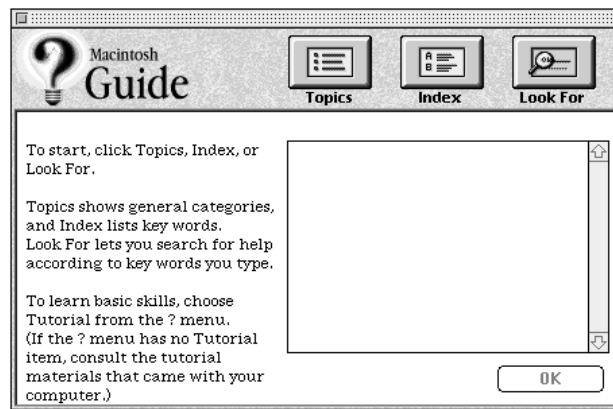 Macintosh
Guide
Topics
Index
Look For
To start, click Topics, Index, or
Look For.
Topics shows general categories,
and Index lists key words.
Look For lets you search for help
according to key words you type.
To learn basic skills, choose
Tutorial from the ? menu.
(If the ? menu has no Tutorial
item, consult the tutorial
materials that came with your
computer.)
OK